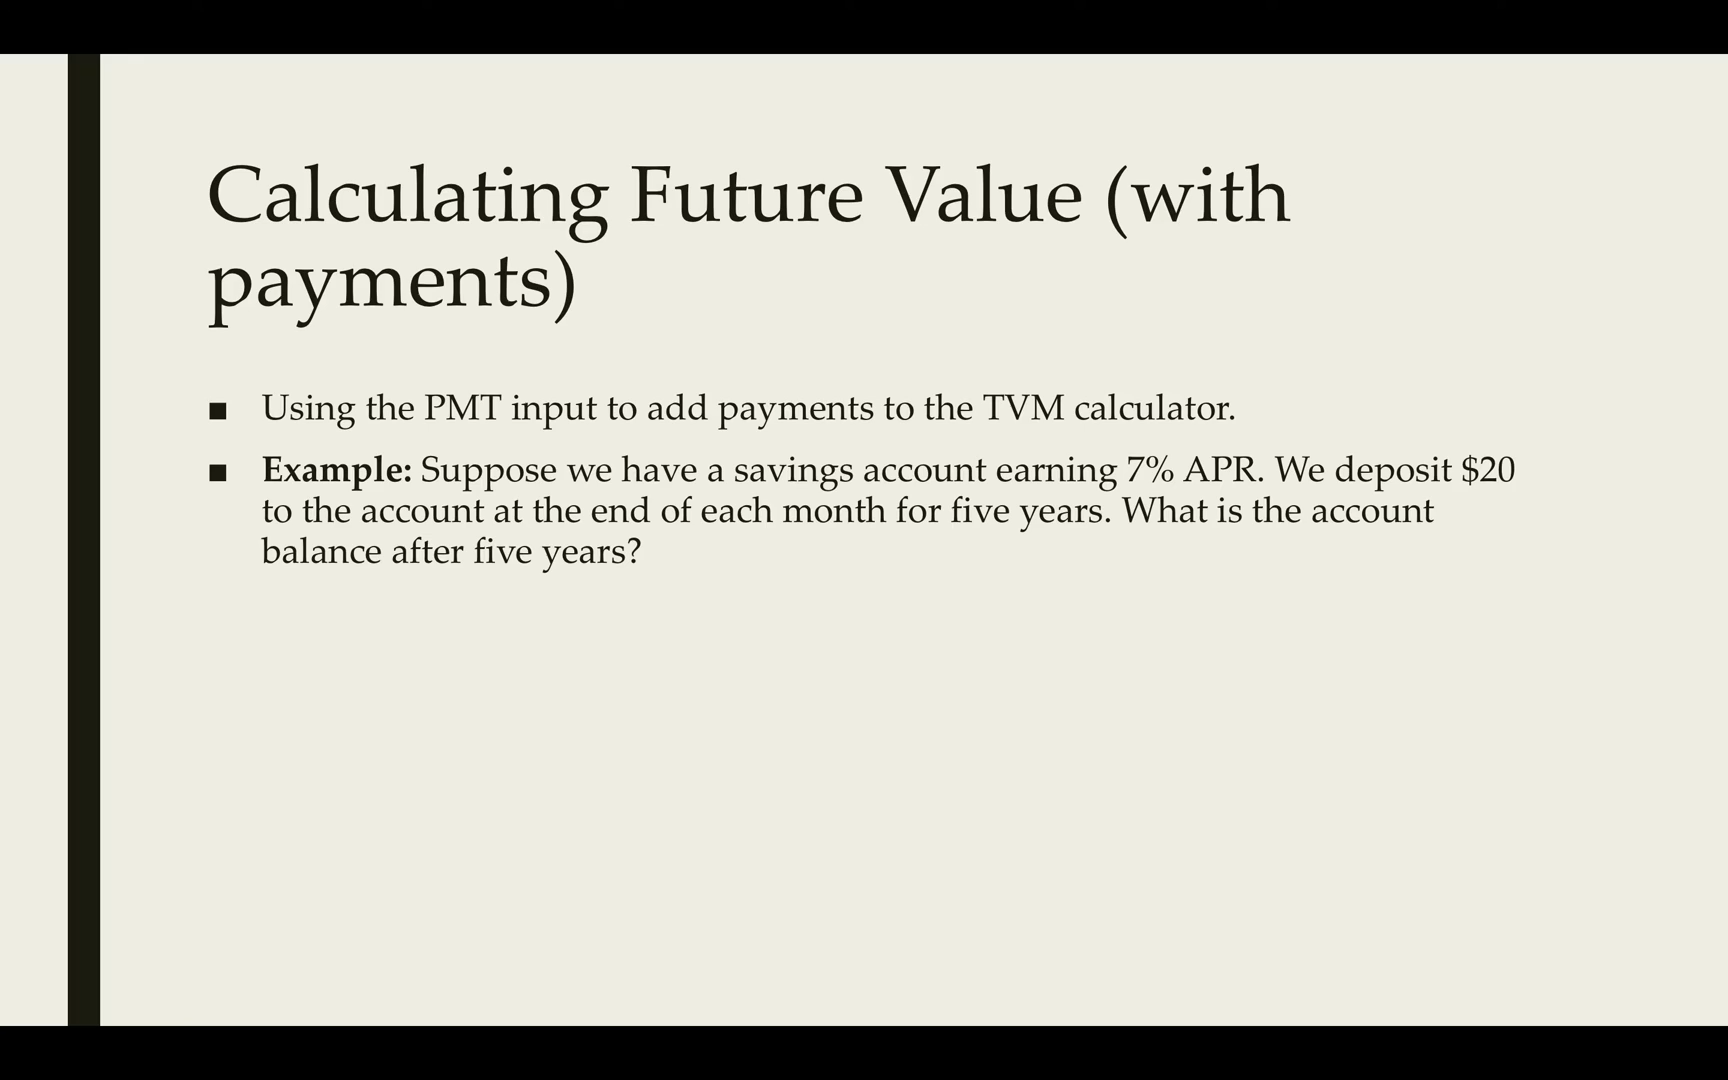 Calculating Future Value (with
payments)
■ Using the PMT input to add payments to the TVM calculator.
■ Example: Suppose we have a savings account earning 7% APR. We deposit $20
to the account at the end of each month for five years. What is the account
balance after five years?